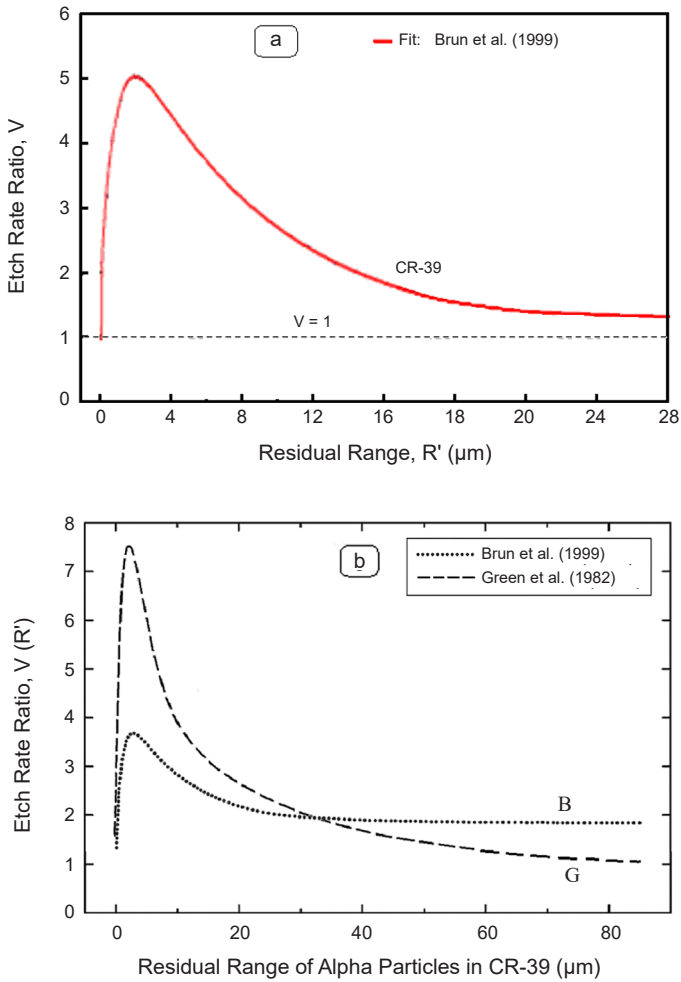 6
a
Fit: Brun et al. (1999)
5
4
3
CR-39
2
V = 1
1
0
Etch Rate Ratio, V
0 4 8 12 16 18 20 24 28
Residual Range, R' (µm)
8
b
Brun et al. (1999)
Green et al. (1982)
7
6
5
4
3
2
B
1
G
0
Etch Rate Ratio, V (R')
0 20 40 60 80
Residual Range of Alpha Particles in CR-39 (µm)